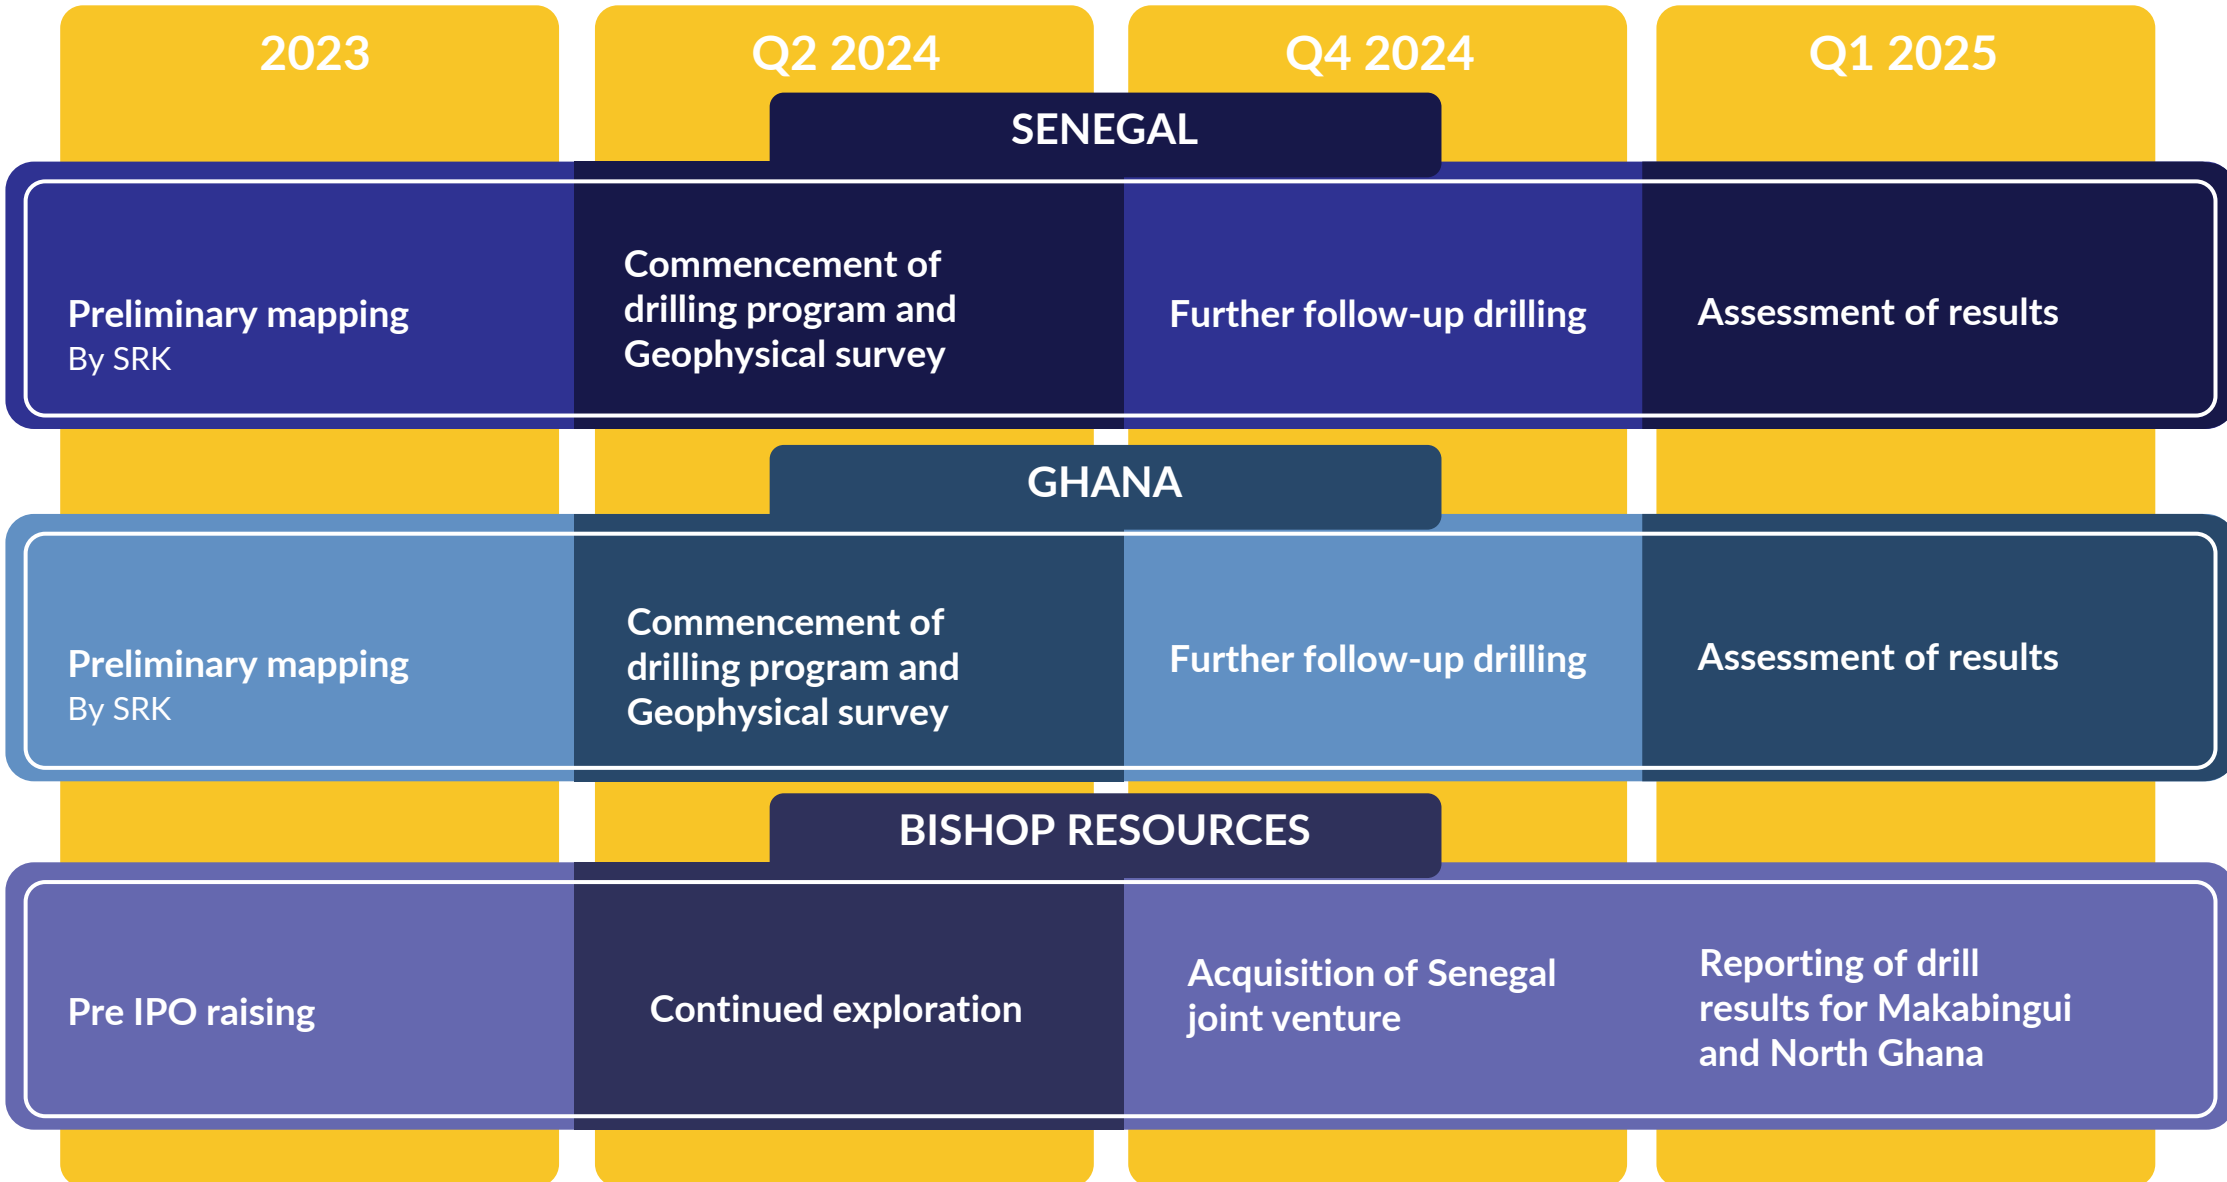 2023
Q2 2024
Q4 2024
Q1 2025
SENEGAL
Preliminary mapping
By SRK
Commencement of
drilling program and
Geophysical survey
Further follow-up drilling
Assessment of results
GHANA
Preliminary mapping
By SRK
Commencement of
drilling program and
Geophysical survey
Further follow-up drilling
Assessment of results
BISHOP RESOURCES
Pre IPO raising
Continued exploration
Acquisition of Senegal
joint venture
Reporting of drill
results for Makabingui
and North Ghana